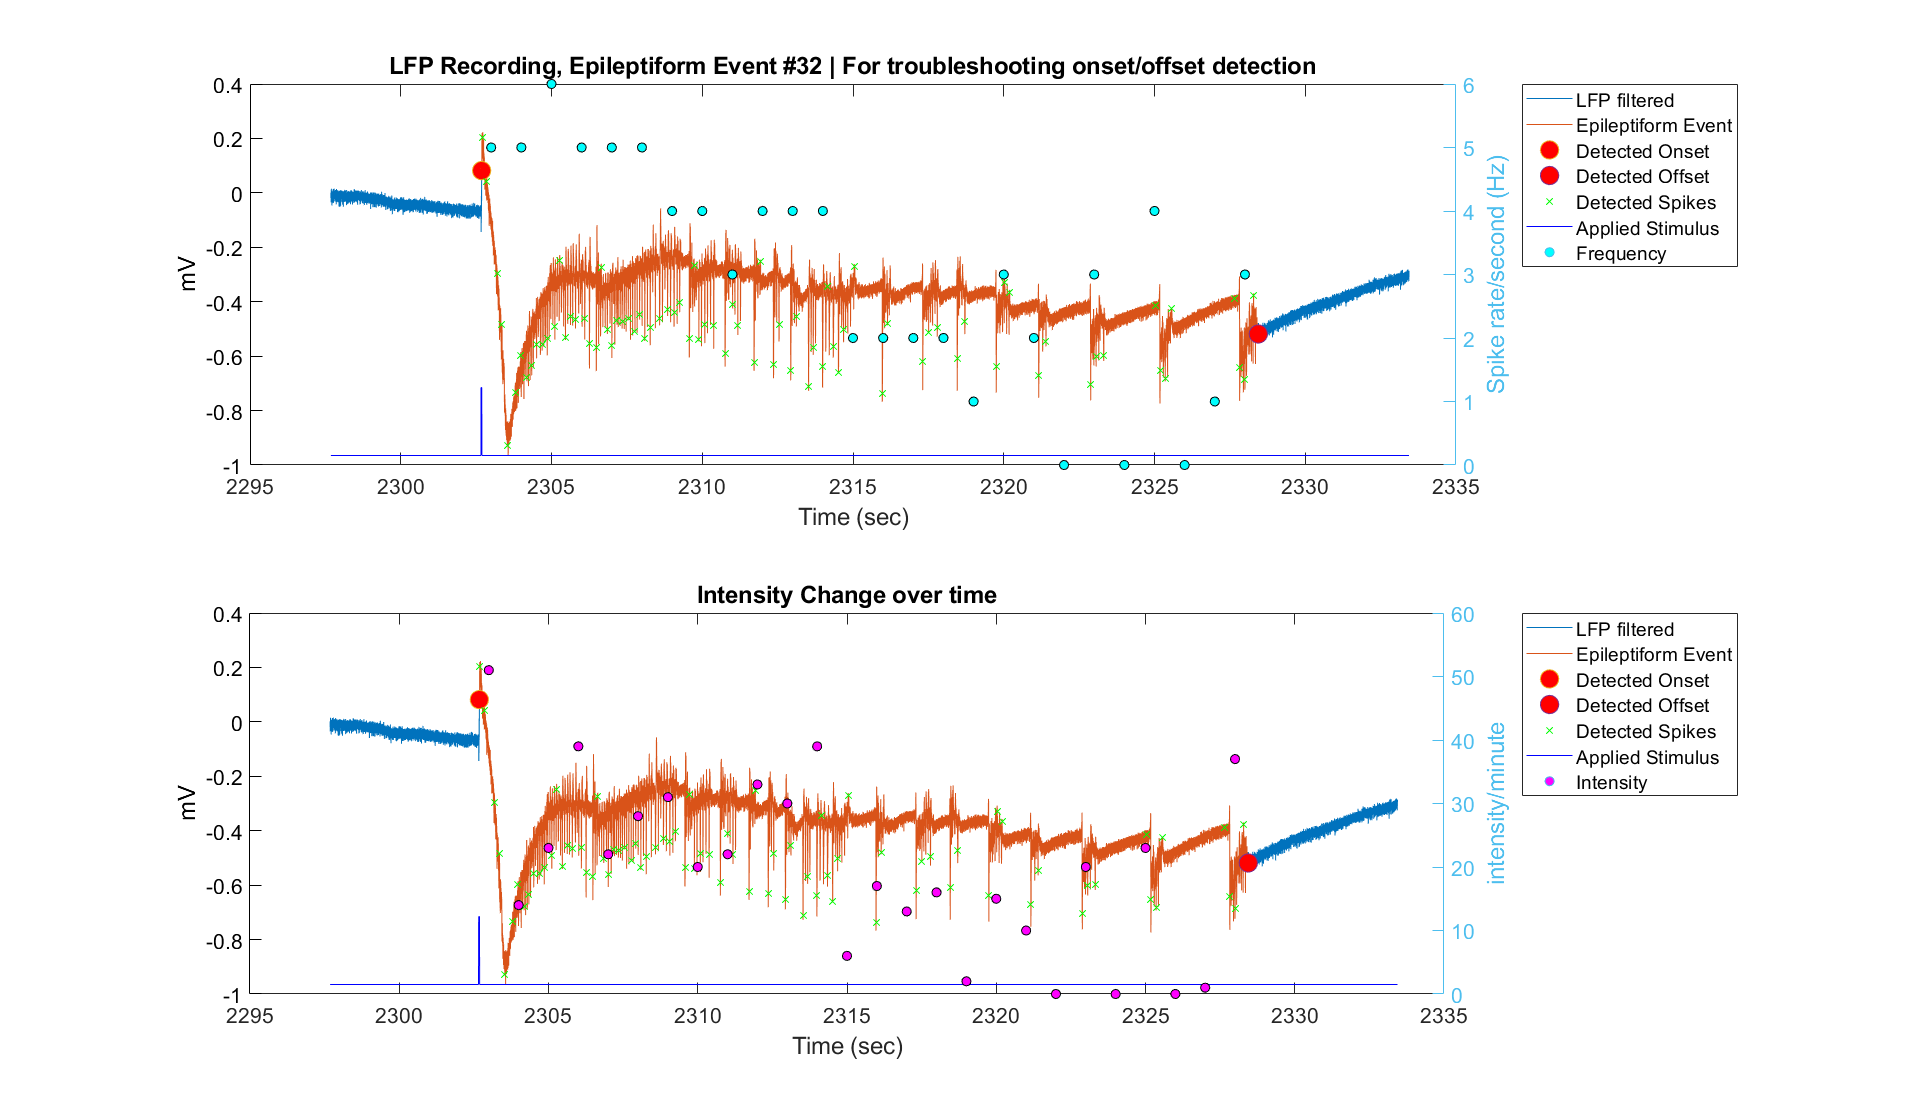 LFP Recording, Epileptiform Event #32 | For troubleshooting onset/offset detection
0.4
0.2
0
-0.2
-0.4
-0.6
-0.8
-1
mV
6
5
4
3
2
1
0
Spike rate/second (Hz)
2295 2300 2305 2310 2315 2320 2325 2330 2335
Time (sec)
LFP filtered
Epileptiform Event
Detected Onset
Detected Offset
Detected Spikes
Applied Stimulus
Frequency
Intensity Change over time
0.4
0.2
0
-0.2
-0.4
-0.6
-0.8
-1
mV
60
50
40
30
20
10
0
intensity/minute
2295 2300 2305 2310 2315 2320 2325 2330 2335
Time (sec)
LFP filtered
Epileptiform Event
Detected Onset
Detected Offset
Detected Spikes
Applied Stimulus
Intensity